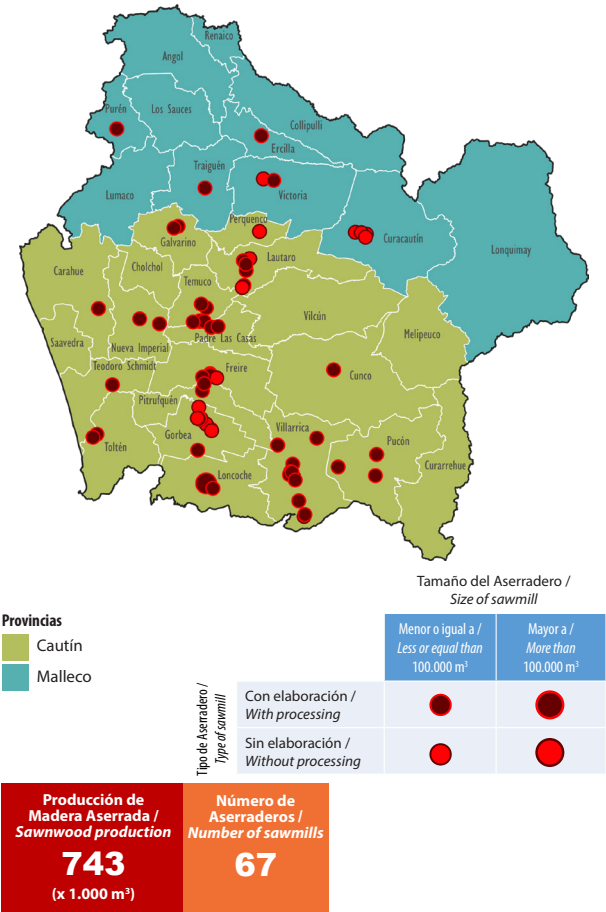 Renaico
Angol
Los Sauces
Purén
Collipulli
Ercilla
Traiguén
Lumaco
Victoria
Perquenco
Curacautín
Lonquimay
Galvarino
Carahue
Cholchol
Lautaro
Temuco
Vilcún
Melipeuco
Saavedra
Nueva Imperial
Padre Las Casas
Teodoro Schmidt
Freire
Cunco
Pitrufquén
Villarrica
Gorbea
Pucón
Toltén
Curarrehue
Loncoche
Tamaño del Aserradero /
Size of sawmill
Provincias
Cautín
Malleco
Menor o igual a /
Less or equal than
100.000 m³
Mayor a /
More than
100.000 m³
Tipo de Aserradero /
Type of sawmill
Con elaboración /
With processing
Sin elaboración /
Without processing
Producción de
Madera Aserrada /
Sawnwood production
743
(x 1.000 m³)
Número de
Aserraderos /
Number of sawmills
67